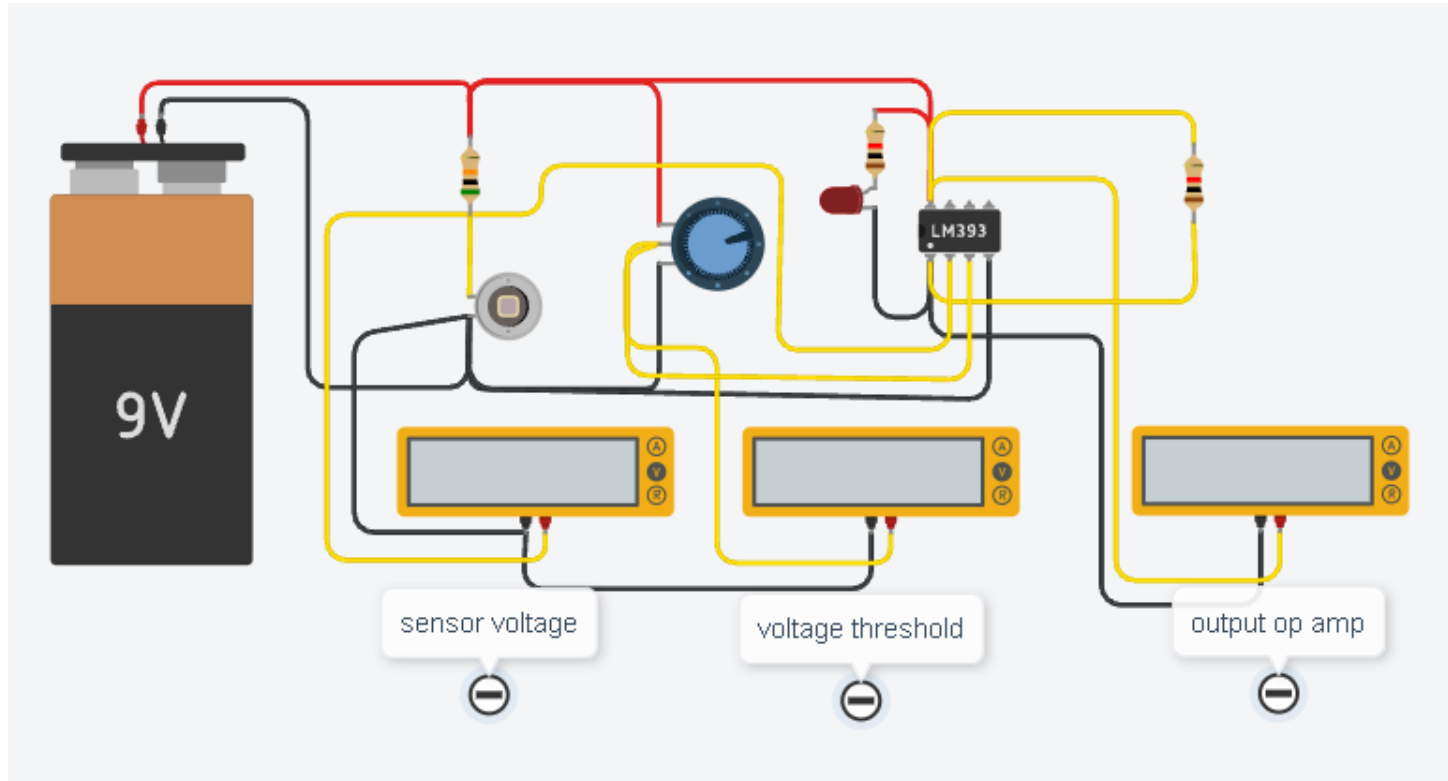 LM393
9V
A
V
R
A
V
R
A
V
R
sensor voltage
voltage threshold
output op amp